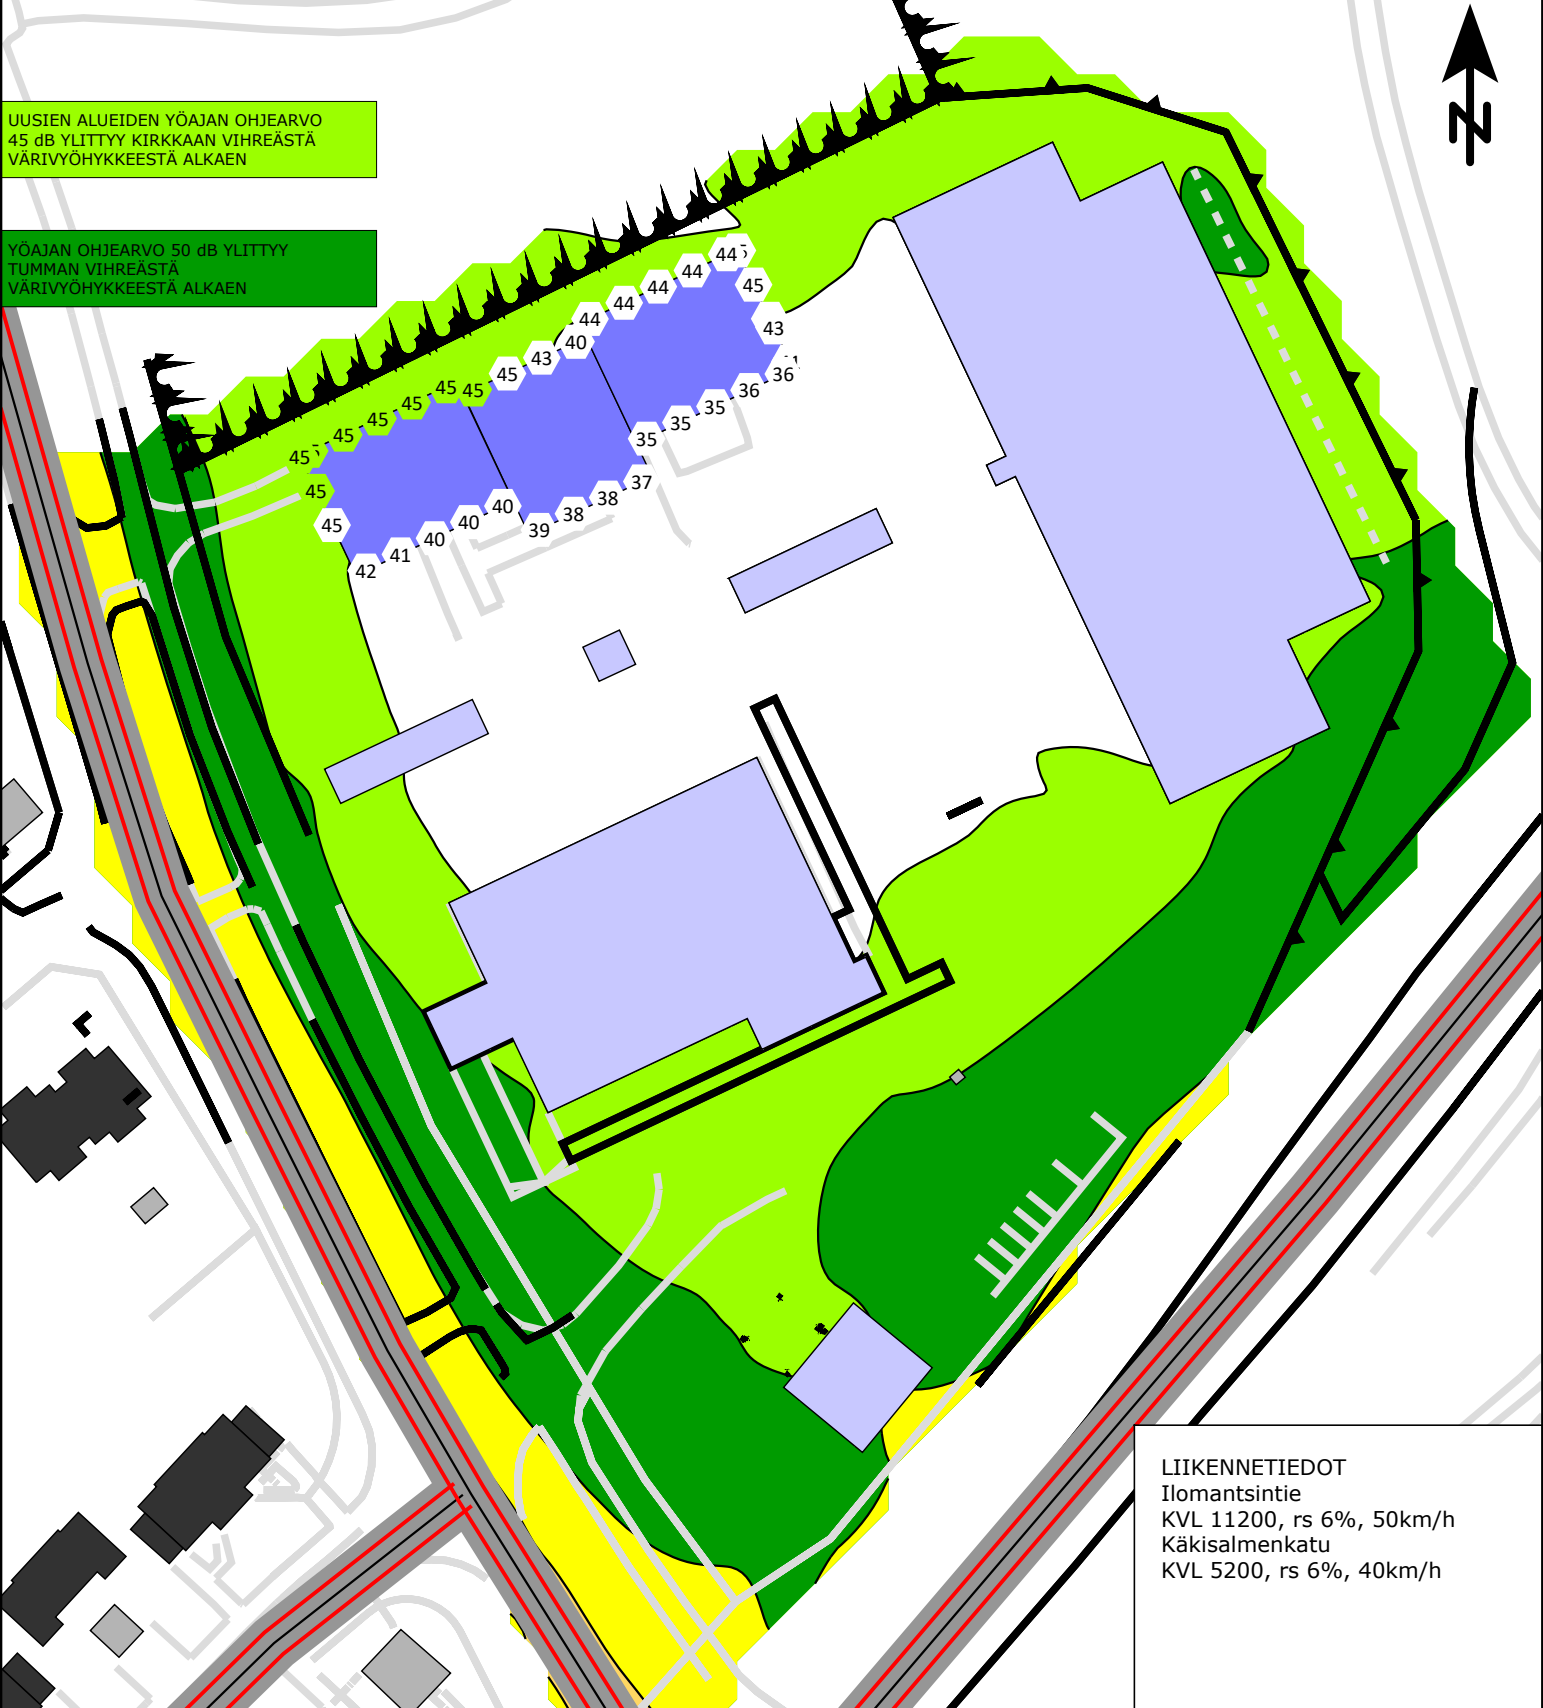 UUSIEN ALUEIDEN YÖAJAN OHJEARVO
45 dB YLITTYY KIRKKAAN VIHREÄSTÄ
VÄRIVYÖHYKKEESTÄ ALKAEN
YÖAJAN OHJEARVO 50 dB YLITTYY
TUMMAN VIHREÄSTÄ
VÄRIVYÖHYKKEESTÄ ALKAEN
N
44
44
45
44
44
43
44
44
40
43
36
45
36
45
45
35
45
35
45
35
45
45
37
45
38
40
38
45
40
39
40
41
42
LIIKENNETIEDOT
Ilomantsintie
KVL 11200, rs 6%, 50km/h
Käkisalmenkatu
KVL 5200, rs 6%, 40km/h